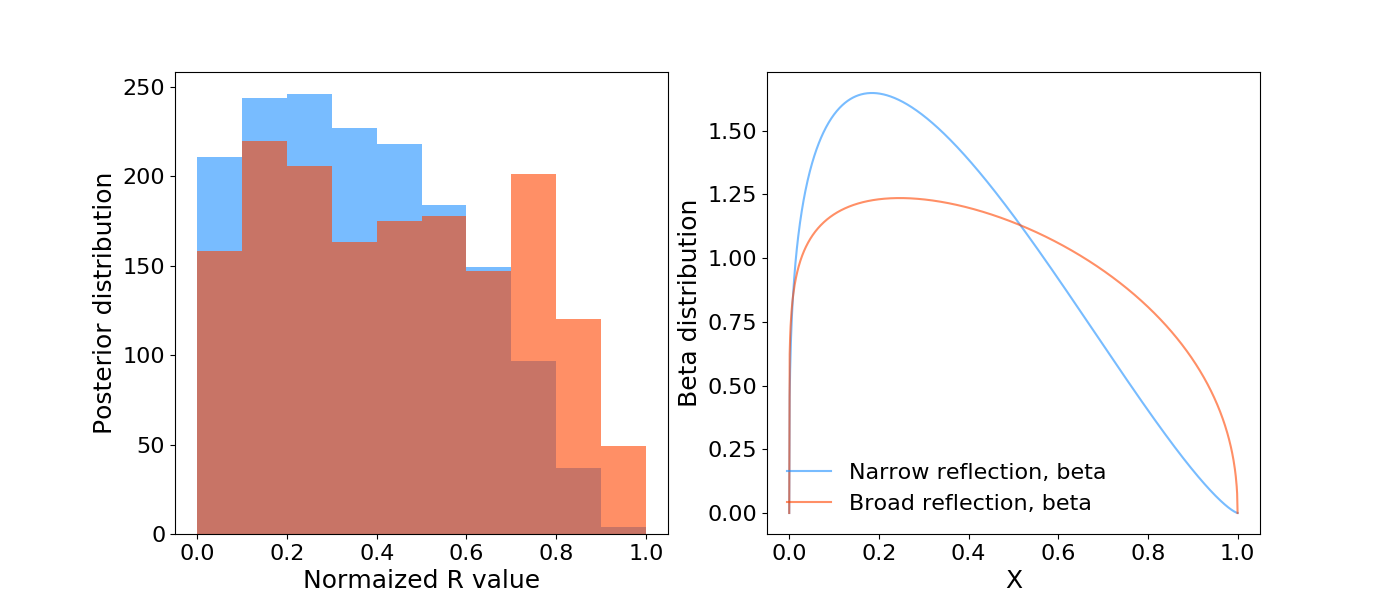 Posterior distribution
250
200
150
100
50
0
0.0 0.2 0.4 0.6 0.8 1.0
Normaized R value
Beta distribution
1.50
1.25
1.00
0.75
0.50
0.25
0.00
Narrow reflection, beta
Broad reflection, beta
0.0 0.2 0.4 0.6 0.8 1.0
X